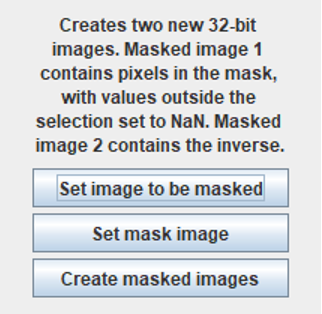 Creates two new 32-bit
images. Masked image 1
contains pixels in the mask,
with values outside the
selection set to NaN. Masked
image 2 contains the inverse.
Set image to be masked
Set mask image
Create masked images